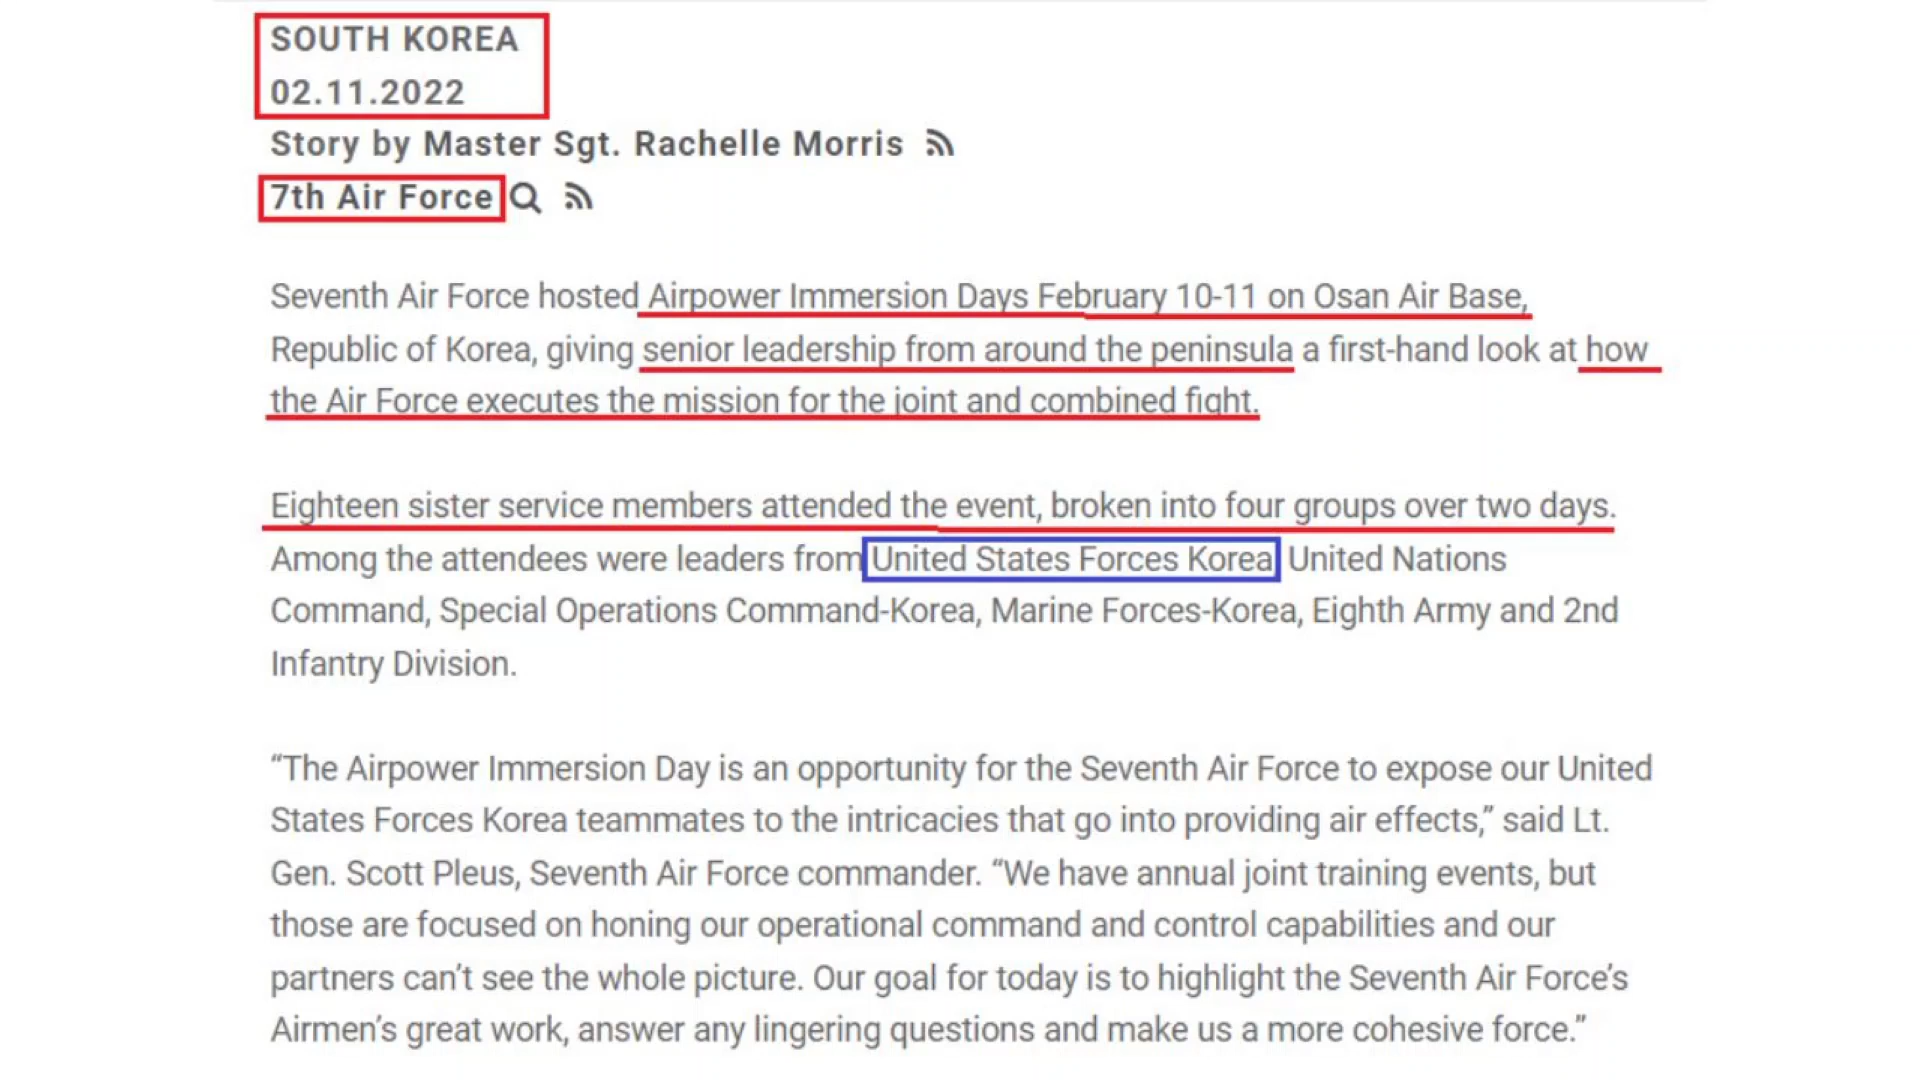 SOUTH KOREA
02.11.2022
Story by Master Sgt. Rachelle Morris
7th Air Force
Seventh Air Force hosted Airpower Immersion Days February 10-11 on Osan Air Base,
Republic of Korea, giving senior leadership from around the peninsula a first-hand look at how
the Air Force executes the mission for the joint and combined fight.
Eighteen sister service members attended the event, broken into four groups over two days.
Among the attendees were leaders from United States Forces Korea, United Nations
Command, Special Operations Command-Korea, Marine Forces-Korea, Eighth Army and 2nd
Infantry Division.
“The Airpower Immersion Day is an opportunity for the Seventh Air Force to expose our United
States Forces Korea teammates to the intricacies that go into providing air effects,” said Lt.
Gen. Scott Pleus, Seventh Air Force commander. “We have annual joint training events, but
those are focused on honing our operational command and control capabilities and our
partners can’t see the whole picture. Our goal for today is to highlight the Seventh Air Force’s
Airmen’s great work, answer any lingering questions and make us a more cohesive force.”